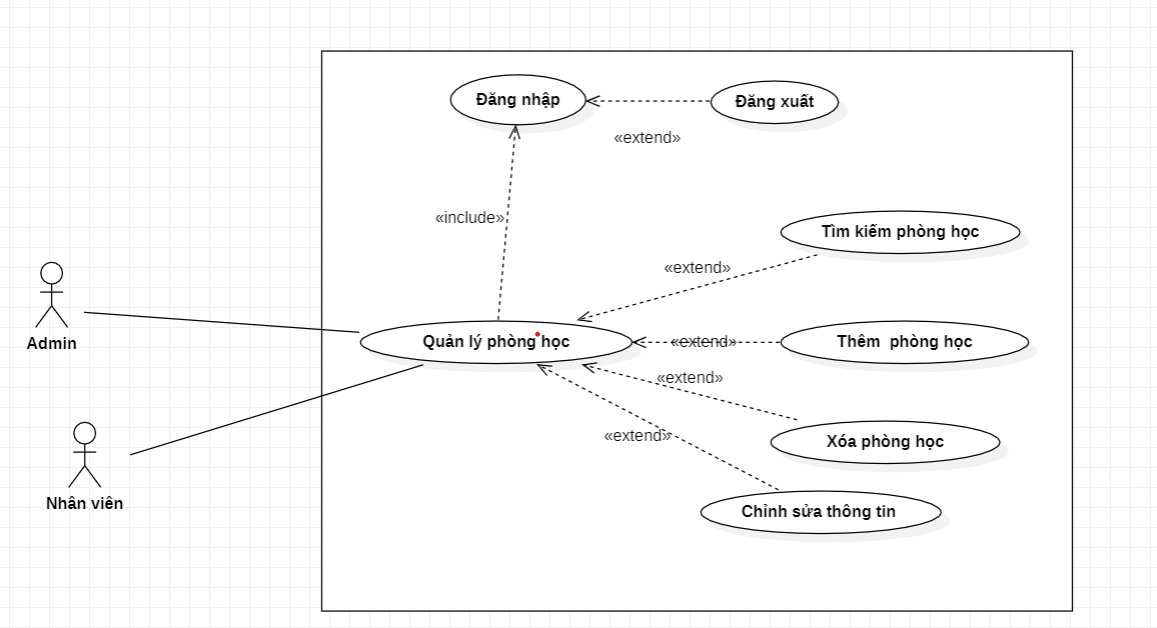 Đăng nhập
Đăng xuất
«extend»
«include»
Tìm kiếm phòng học
«extend»
Admin
Quản lý phòng học
«extend»
Thêm phòng học
«extend»
Xóa phòng học
«extend»
Nhân viên
Chỉnh sửa thông tin